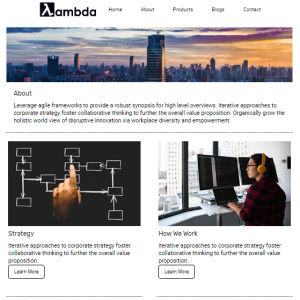 λambda Home About Products Blogs Contact
About
Leverage agile frameworks to provide a robust synopsis for high level overviews. Iterative approaches to
corporate strategy foster collaborative thinking to further the overall value proposition. Organically grow the
holistic world view of disruptive innovation via workplace diversity and empowerment.
Strategy
Iterative approaches to corporate strategy foster
collaborative thinking to further the overall value
proposition.
Learn More
How We Work
Iterative approaches to corporate strategy foster
collaborative thinking to further the overall value
proposition.
Learn More